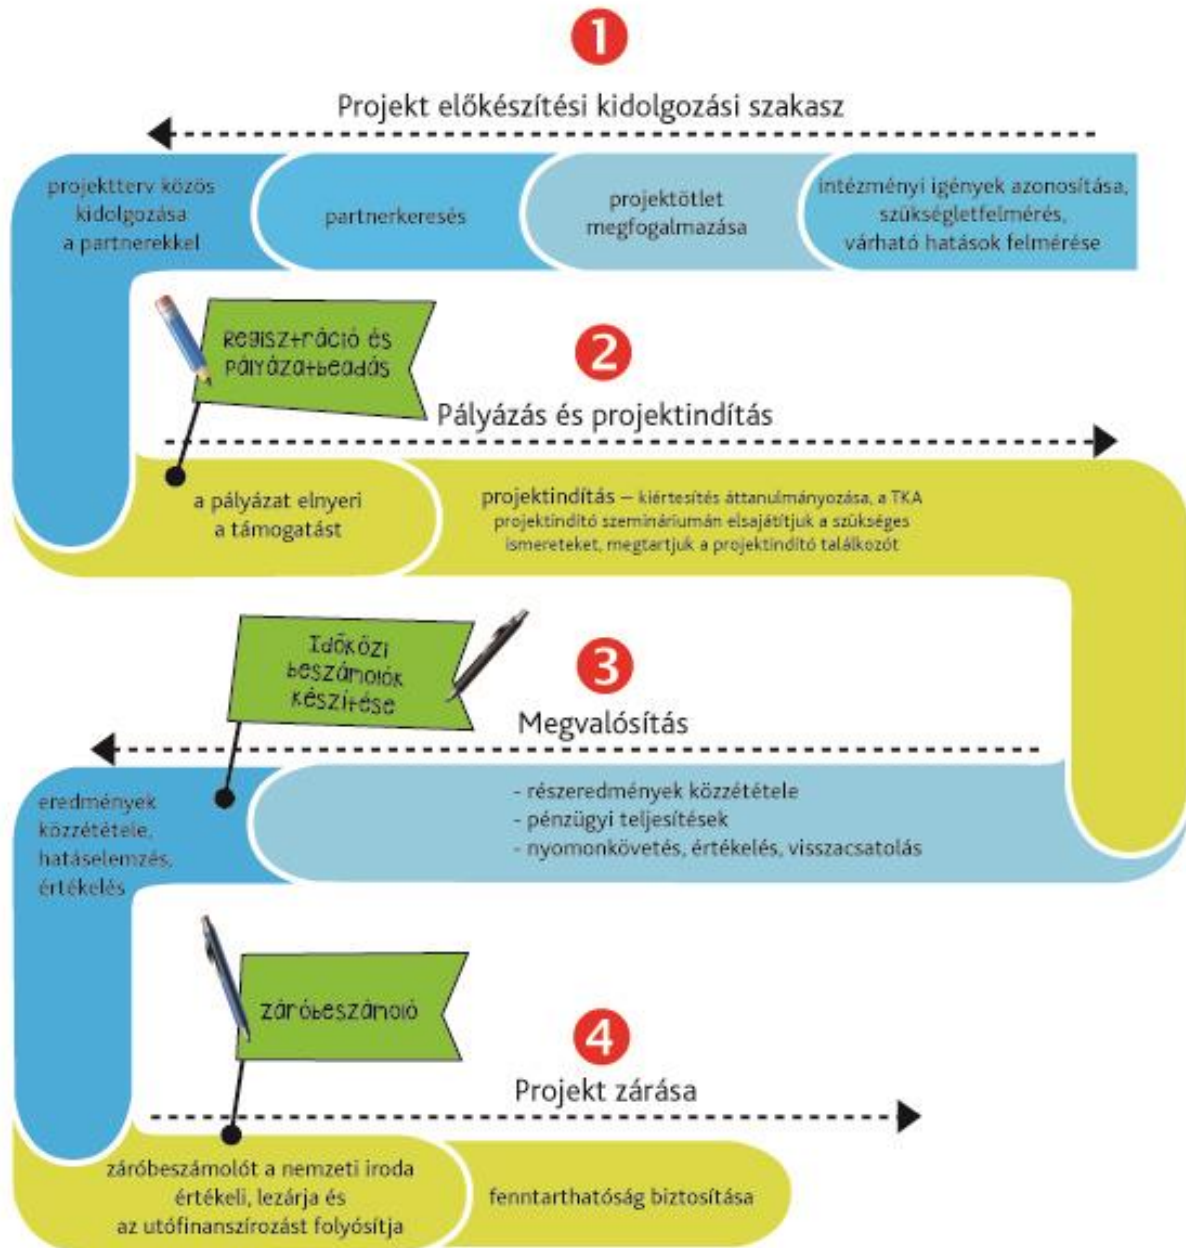 1
Projekt előkészítési kidolgozási szakasz
intézményi igények azonosítása,
szükségletfelmérés,
várható hatások felmérése
projektötlet
megfogalmazása
partnerkeresés
projektterv közös
kidolgozása
a partnerekkel
Regisztráció és
pályázatbeadás
2
Pályázás és projektindítás
a pályázat elnyeri
a támogatást
projektindítás – kiértesítés áttanulmányozása, a TKA
projektindító szemináriumán elsajátítjuk a szükséges
ismereteket, megtartjuk a projektindító találkozót
Időközi
beszámolók
készítése
3
Megvalósítás
- részeredmények közzététele
- pénzügyi teljesítések
- nyomonkövetés, értékelés, visszacsatolás
eredmények
közzététele,
hatáselemzés,
értékelés
záróbeszámoló
4
Projekt zárása
záróbeszámolót a nemzeti iroda
értékeli, lezárja és
az utófinanszírozást folyósítja
fenntarthatóság biztosítása